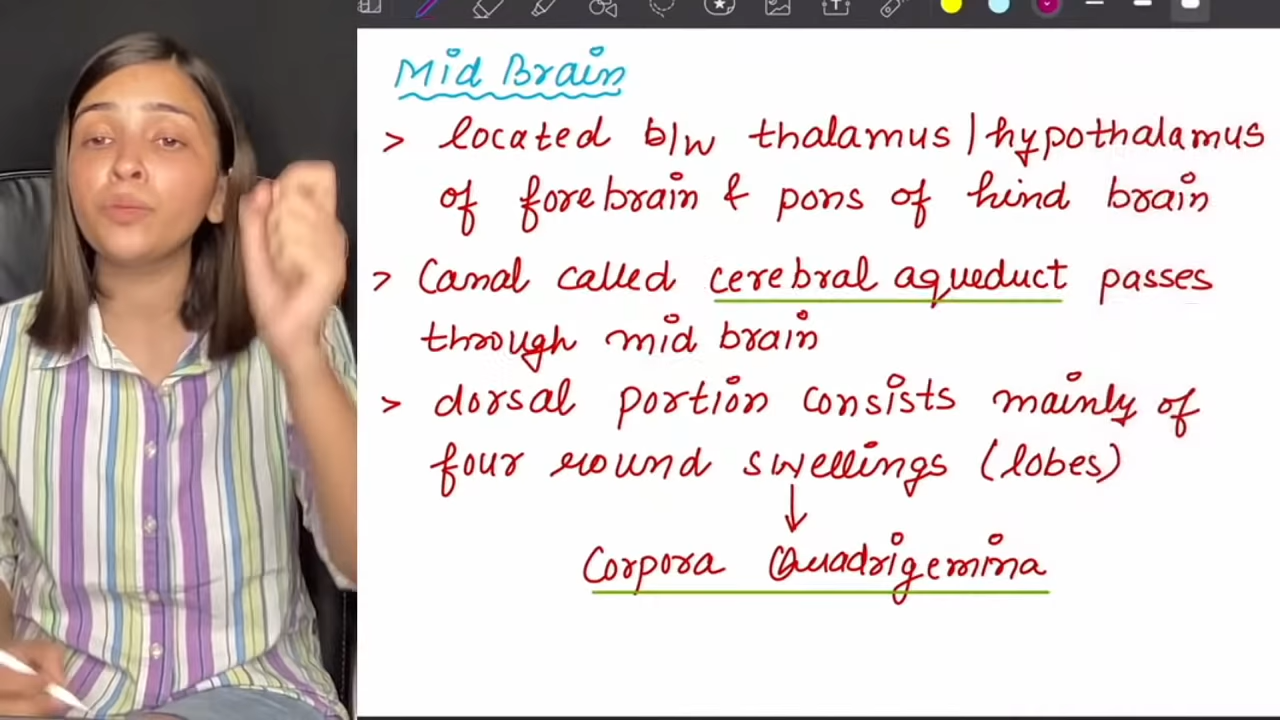 Mid Brain
> located b/w thalamus / hypothalamus
of forebrain & pons of hind brain
> Canal called cerebral aqueduct passes
through mid brain
> dorsal portion consists mainly of
four round swellings (lobes)
↓
Corpora Quadrigemina